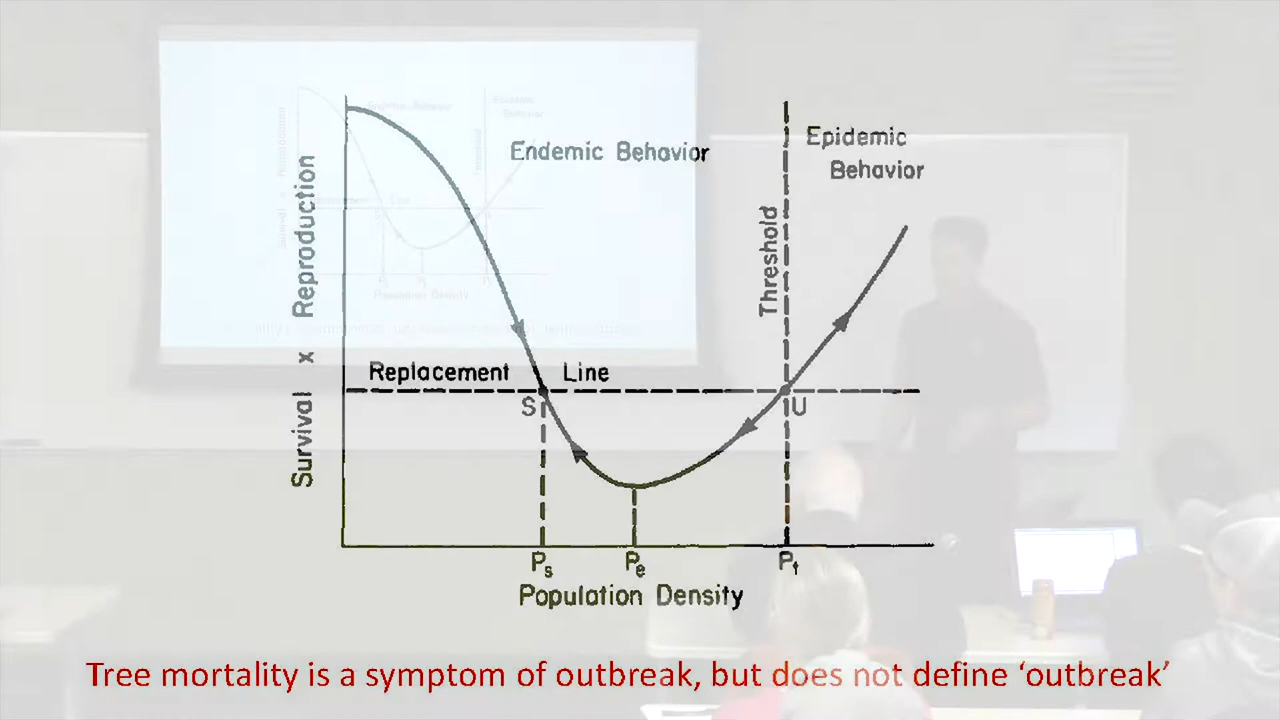 Endemic Behavior
Epidemic
Behavior
Threshold
Survival x Reproduction
Replacement Line
S
U
Ps
Pe
Pt
Population Density
Tree mortality is a symptom of outbreak, but does not define ‘outbreak’